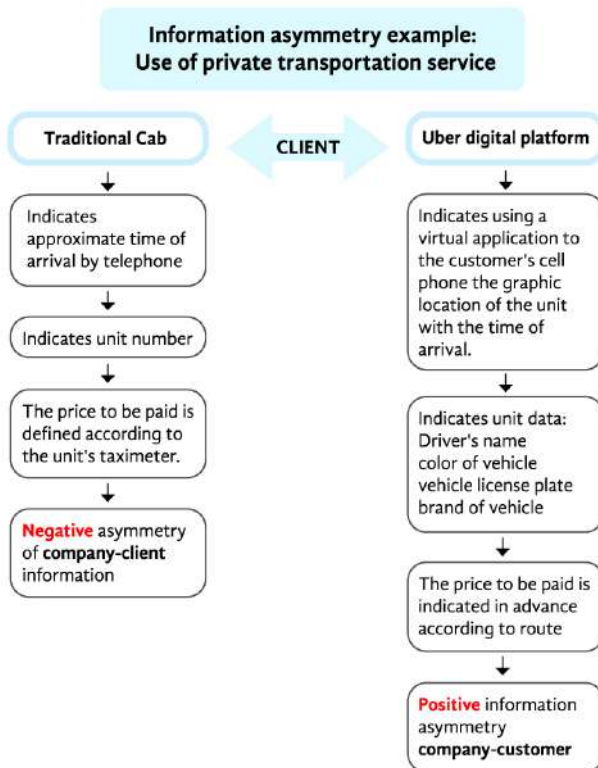 Information asymmetry example:
Use of private transportation service
Traditional Cab
CLIENT
Uber digital platform
Indicates
approximate time of
arrival by telephone
Indicates unit number
The price to be paid is
defined according to
the unit's taximeter.
Negative asymmetry
of company-client
information
Indicates using a
virtual application to
the customer's cell
phone the graphic
location of the unit
with the time of
arrival.
Indicates unit data:
Driver's name
color of vehicle
vehicle license plate
brand of vehicle
The price to be paid is
indicated in advance
according to route
Positive information
asymmetry
company-customer